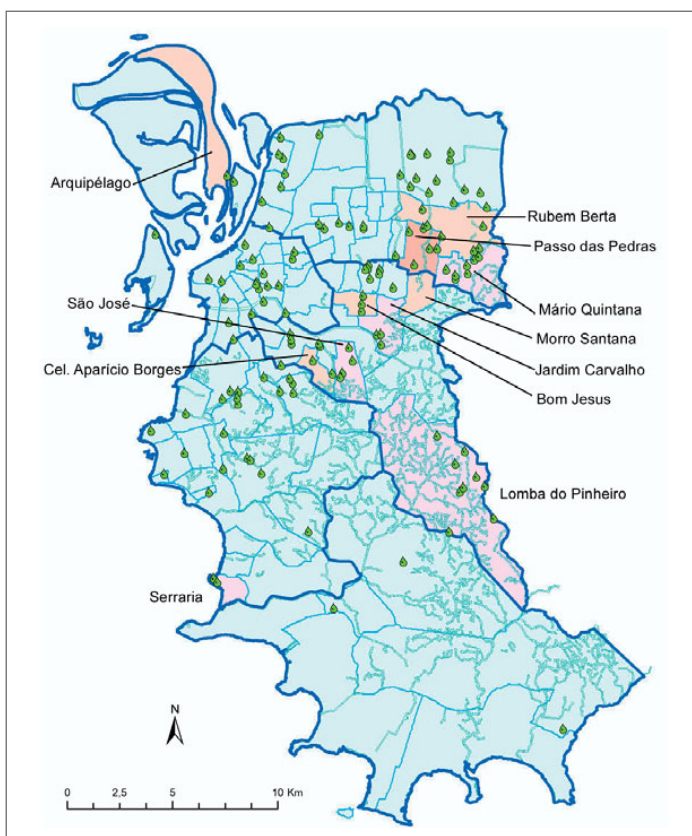 Arquipélago
Rubem Berta
Passo das Pedras
São José
Mário Quintana
Morro Santana
Cel. Aparício Borges
Jardim Carvalho
Bom Jesus
Lomba do Pinheiro
Serraria
N
0 2,5 5 10 Km